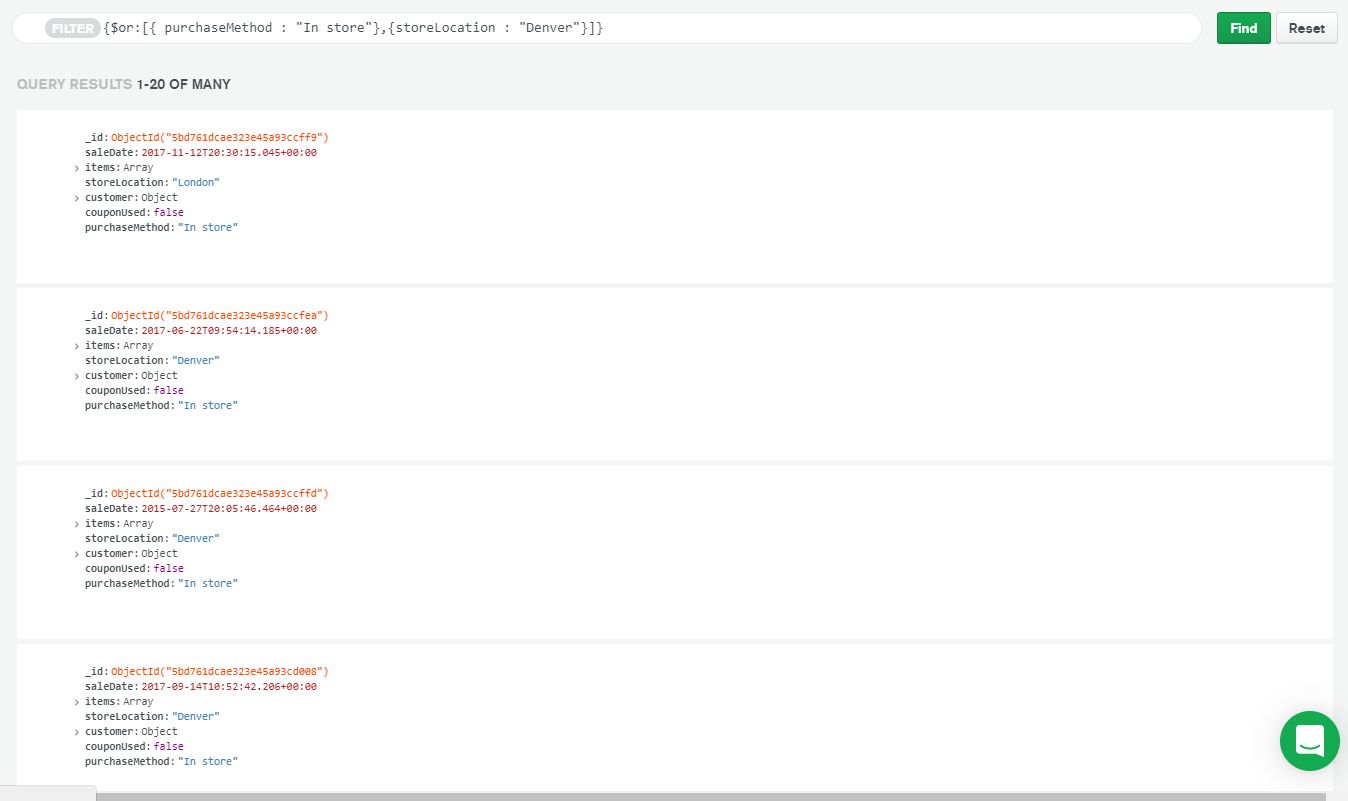 FILTER {$or:[{ purchaseMethod : "In store"},{storeLocation : "Denver"}]} Find Reset
QUERY RESULTS 1-20 OF MANY
_id: ObjectId("5bd761dcae323e45a93ccff9")
saleDate: 2017-11-12T20:30:15.045+00:00
> items: Array
storeLocation: "London"
> customer: Object
couponUsed: false
purchaseMethod: "In store"
_id: ObjectId("5bd761dcae323e45a93ccfea")
saleDate: 2017-06-22T09:54:14.185+00:00
> items: Array
storeLocation: "Denver"
> customer: Object
couponUsed: false
purchaseMethod: "In store"
_id: ObjectId("5bd761dcae323e45a93ccffd")
saleDate: 2015-07-27T20:05:46.464+00:00
> items: Array
storeLocation: "Denver"
> customer: Object
couponUsed: false
purchaseMethod: "In store"
_id: ObjectId("5bd761dcae323e45a93cd008")
saleDate: 2017-09-14T10:52:42.206+00:00
> items: Array
storeLocation: "Denver"
> customer: Object
couponUsed: false
purchaseMethod: "In store"